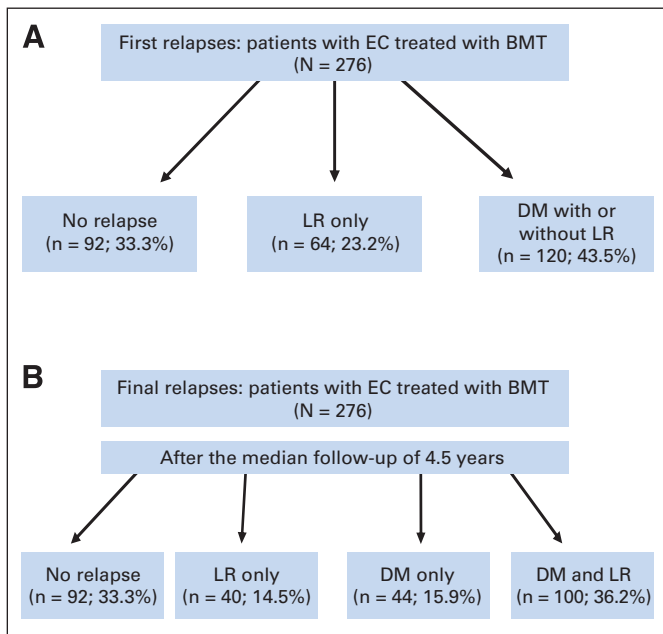 A
First relapses: patients with EC treated with BMT
(N = 276)
No relapse
(n = 92; 33.3%)
LR only
(n = 64; 23.2%)
DM with or
without LR
(n = 120; 43.5%)
B
Final relapses: patients with EC treated with BMT
(N = 276)
After the median follow-up of 4.5 years
No relapse
(n = 92; 33.3%)
LR only
(n = 40; 14.5%)
DM only
(n = 44; 15.9%)
DM and LR
(n = 100; 36.2%)